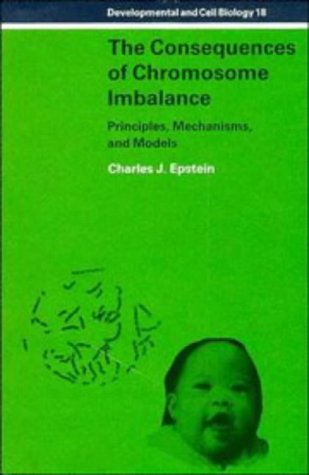 Developmental and Cell Biology 18
The Consequences
of Chromosome
Imbalance
Principles, Mechanisms,
and Models
Charles J. Epstein